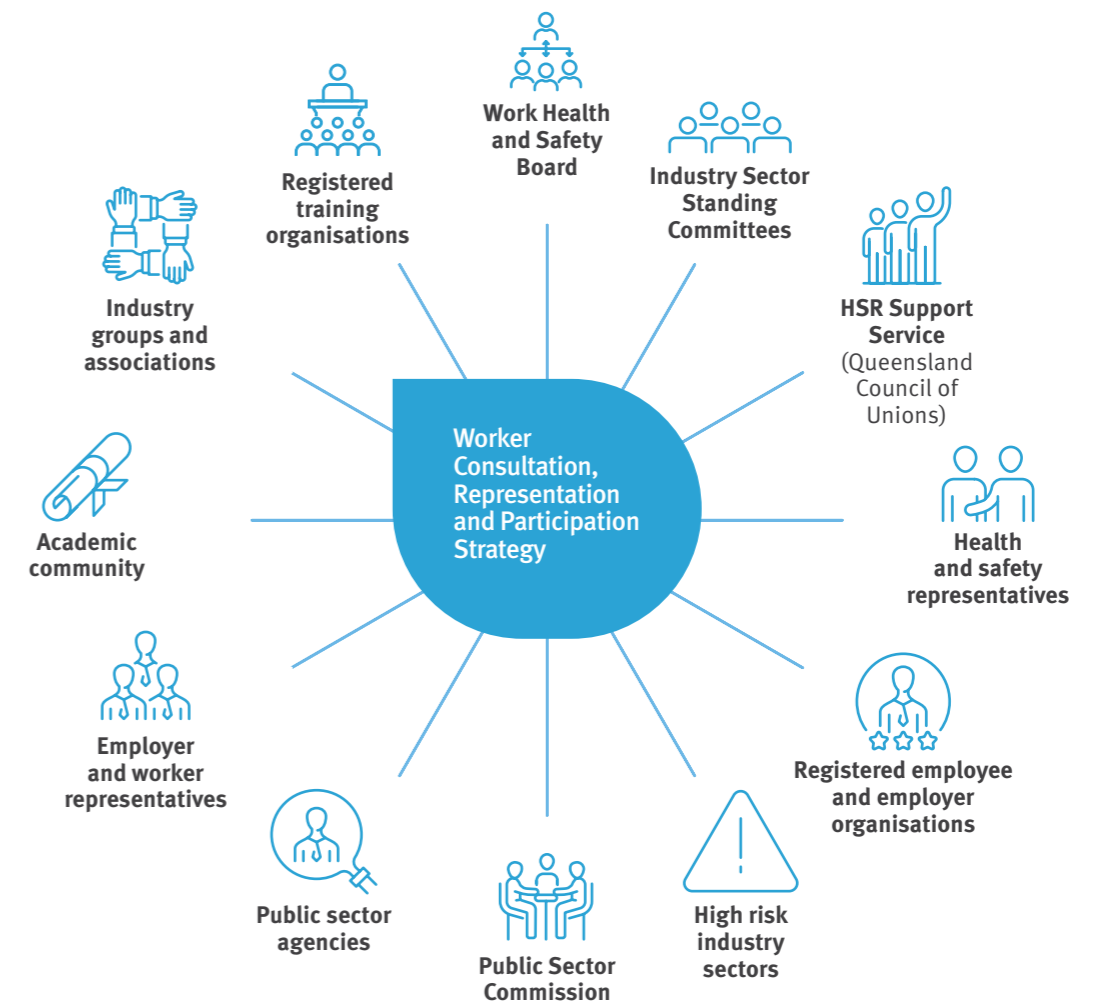 Work Health
and Safety
Board
Industry Sector
Standing
Committees
HSR Support
Service
(Queensland
Council of
Unions)
Health
and safety
representatives
Registered employee
and employer
organisations
High risk
industry
sectors
Public Sector
Commission
Public sector
agencies
Employer
and worker
representatives
Academic
community
Industry
groups and
associations
Registered
training
organisations
Worker
Consultation,
Representation
and Participation
Strategy